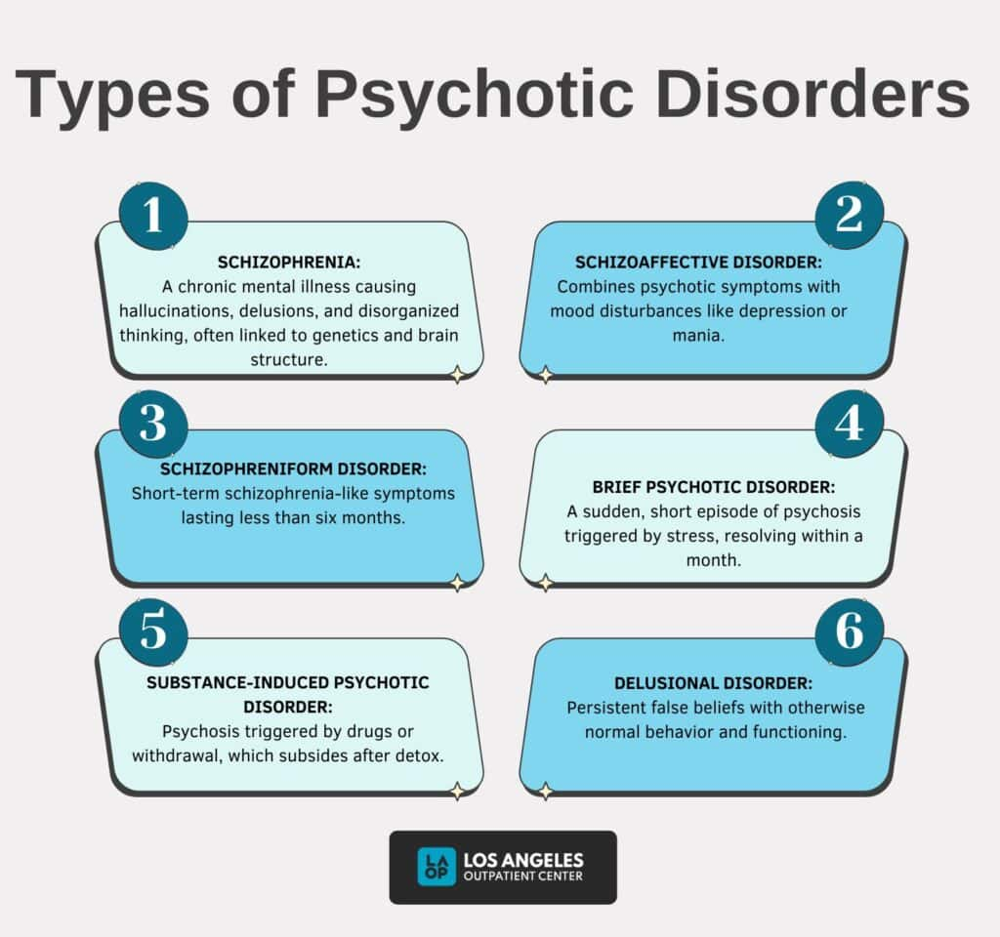 Types of Psychotic Disorders
1
SCHIZOPHRENIA:
A chronic mental illness causing
hallucinations, delusions, and disorganized
thinking, often linked to genetics and brain
structure.
2
SCHIZOAFFECTIVE DISORDER:
Combines psychotic symptoms with
mood disturbances like depression or
mania.
3
SCHIZOPHRENIFORM DISORDER:
Short-term schizophrenia-like symptoms
lasting less than six months.
4
BRIEF PSYCHOTIC DISORDER:
A sudden, short episode of psychosis
triggered by stress, resolving within a
month.
5
SUBSTANCE-INDUCED PSYCHOTIC
DISORDER:
Psychosis triggered by drugs or
withdrawal, which subsides after detox.
6
DELUSIONAL DISORDER:
Persistent false beliefs with otherwise
normal behavior and functioning.
LA
OP
LOS ANGELES
OUTPATIENT CENTER